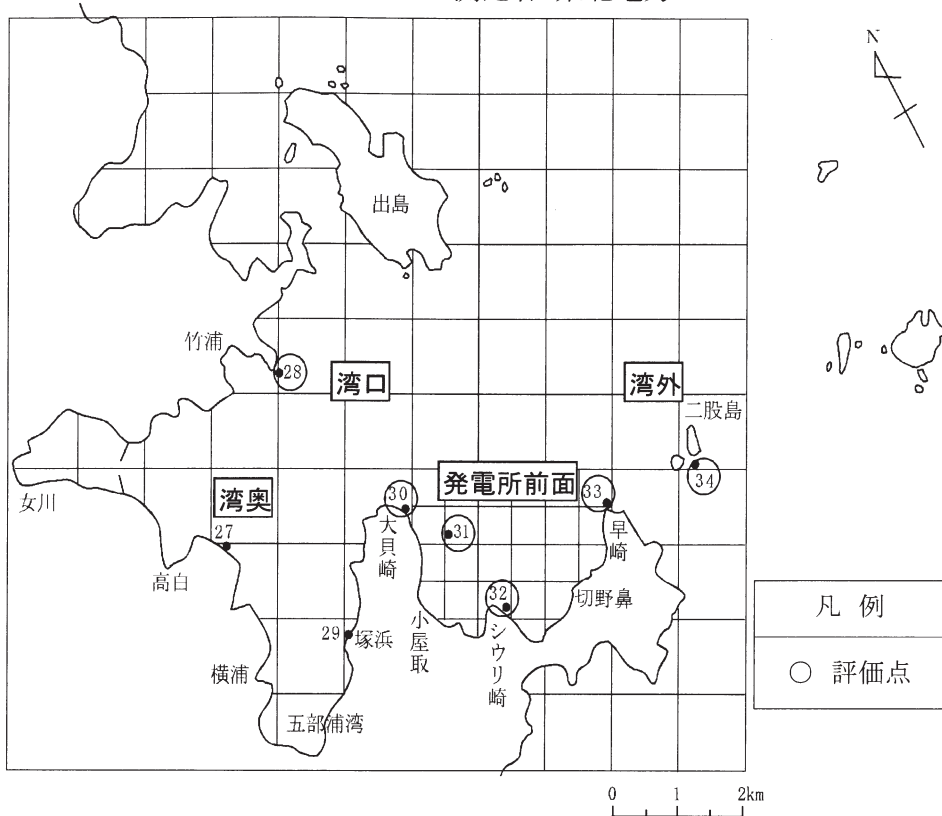 N
出島
竹浦
28
湾口
湾外
二股島
34
女川
湾奥
27
高白
30
発電所前面
33
大貝崎
31
早崎
32
切野鼻
29
塚浜
小屋取
シウリ崎
横浦
五部浦湾
凡例
○ 評価点
0 1 2km